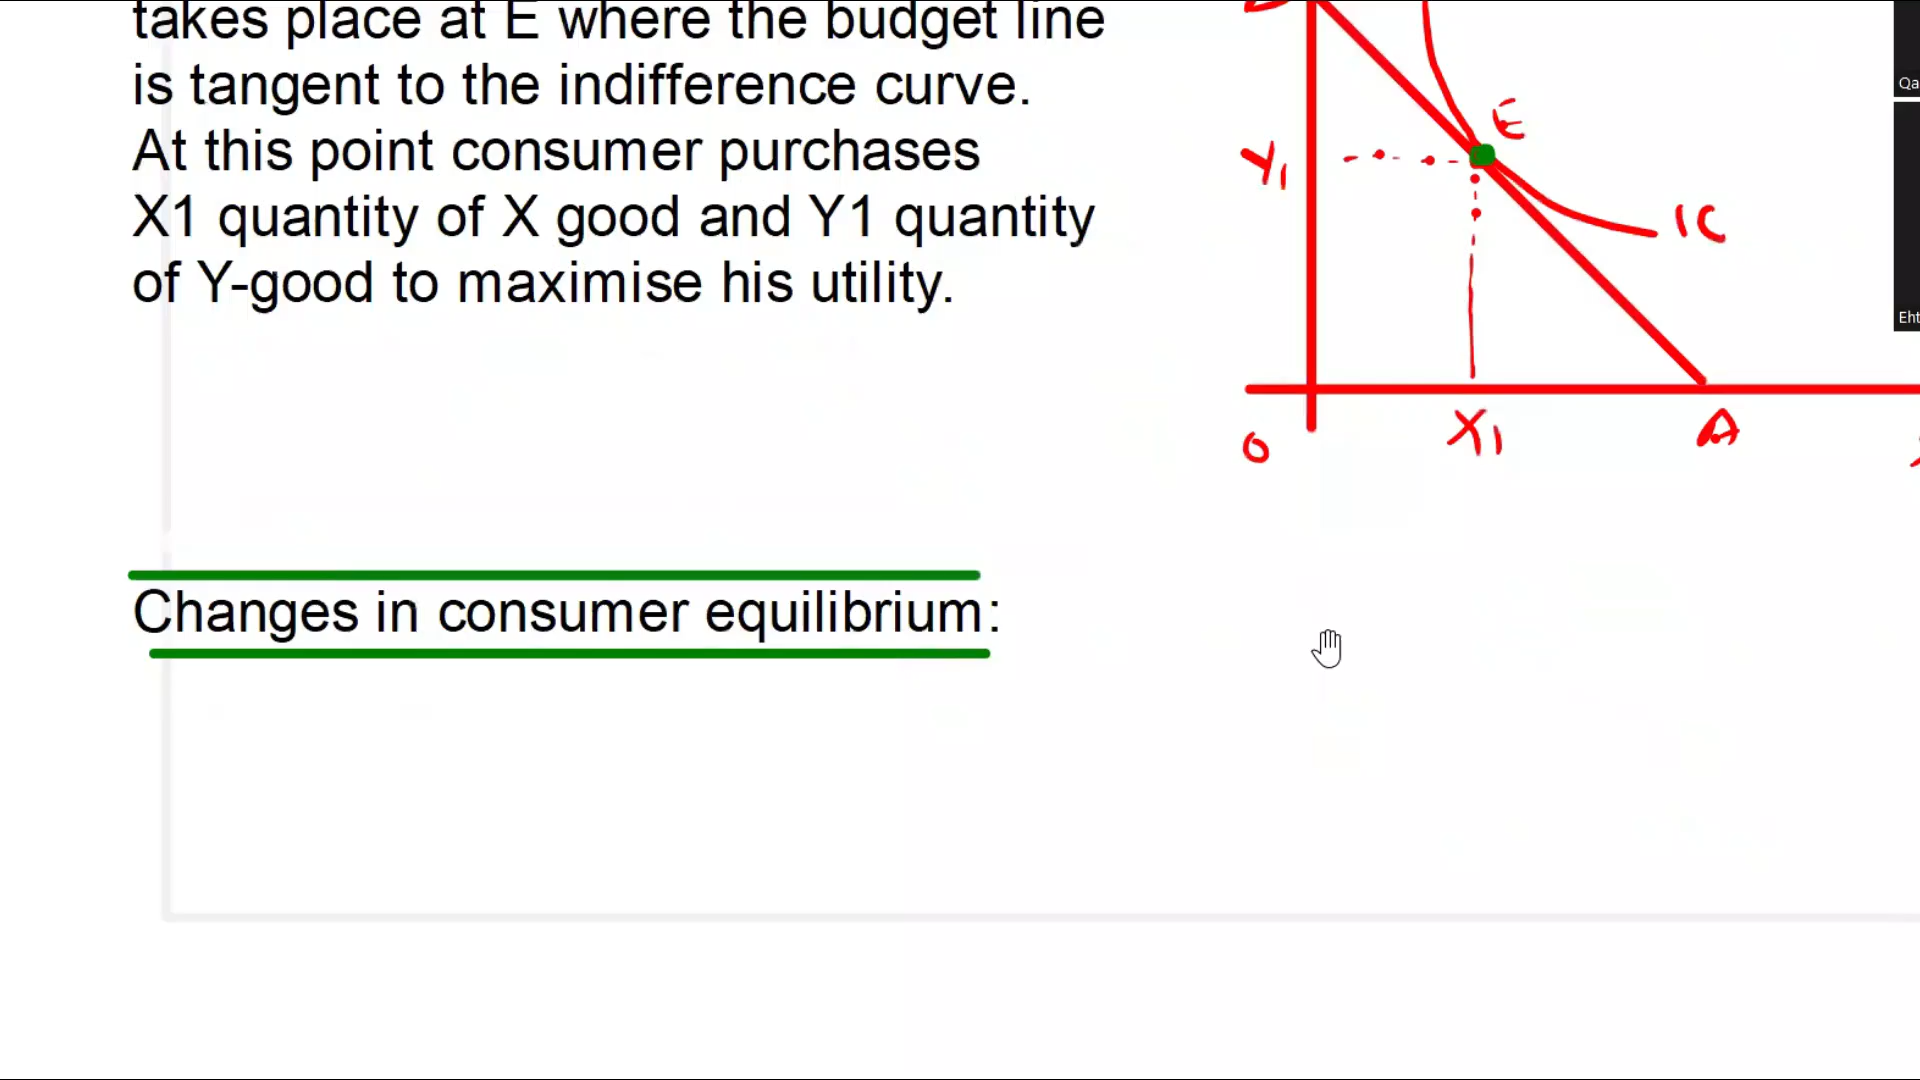 takes place at E where the budget line
is tangent to the indifference curve.
At this point consumer purchases
X1 quantity of X good and Y1 quantity
of Y-good to maximise his utility.
E
Y1
IC
O
X1
A
Changes in consumer equilibrium:
Qa
Eht